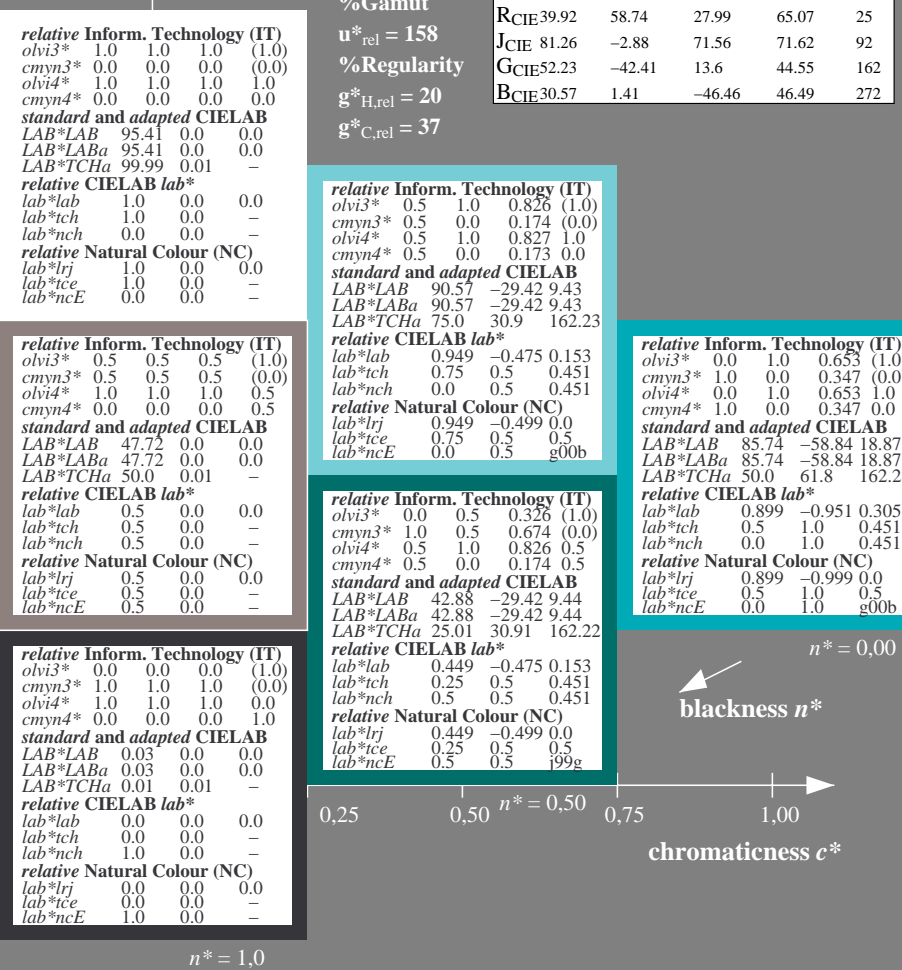 %Gamut
u*rel = 158
%Regularity
g*H,rel = 20
g*C,rel = 37
RCIE 39.92 58.74 27.99 65.07 25
JCIE 81.26 −2.88 71.56 71.62 92
GCIE 52.23 −42.41 13.6 44.55 162
BCIE 30.57 1.41 −46.46 46.49 272
relative Inform. Technology (IT)
olvi3* 1.0 1.0 1.0 (1.0)
cmyn3* 0.0 0.0 0.0 (0.0)
olvi4* 1.0 1.0 1.0 1.0
cmyn4* 0.0 0.0 0.0 0.0
standard and adapted CIELAB
LAB*LAB 95.41 0.0 0.0
LAB*LABa 95.41 0.0 0.0
LAB*TCHa 99.99 0.01 –
relative CIELAB lab*
lab*lab 1.0 0.0 0.0
lab*tch 1.0 0.0 –
lab*nch 0.0 0.0 –
relative Natural Colour (NC)
lab*lrj 1.0 0.0 0.0
lab*tce 1.0 0.0 –
lab*ncE 0.0 0.0 –
relative Inform. Technology (IT)
olvi3* 0.5 1.0 0.826 (1.0)
cmyn3* 0.5 0.0 0.174 (0.0)
olvi4* 0.5 1.0 0.827 1.0
cmyn4* 0.5 0.0 0.173 0.0
standard and adapted CIELAB
LAB*LAB 90.57 −29.42 9.43
LAB*LABa 90.57 −29.42 9.43
LAB*TCHa 75.0 30.9 162.23
relative CIELAB lab*
lab*lab 0.949 −0.475 0.153
lab*tch 0.75 0.5 0.451
lab*nch 0.0 0.5 0.451
relative Natural Colour (NC)
lab*lrj 0.949 −0.499 0.0
lab*tce 0.75 0.5 0.5
lab*ncE 0.0 0.5 g00b
relative Inform. Technology (IT)
olvi3* 0.5 0.5 0.5 (1.0)
cmyn3* 0.5 0.5 0.5 (0.0)
olvi4* 1.0 1.0 1.0 0.5
cmyn4* 0.0 0.0 0.0 0.5
standard and adapted CIELAB
LAB*LAB 47.72 0.0 0.0
LAB*LABa 47.72 0.0 0.0
LAB*TCHa 50.0 0.01 –
relative CIELAB lab*
lab*lab 0.5 0.0 0.0
lab*tch 0.5 0.0 –
lab*nch 0.5 0.0 –
relative Natural Colour (NC)
lab*lrj 0.5 0.0 0.0
lab*tce 0.5 0.0 –
lab*ncE 0.5 0.0 –
relative Inform. Technology (IT)
olvi3* 0.0 1.0 0.653 (1.0
cmyn3* 1.0 0.0 0.347 (0.0
olvi4* 0.0 1.0 0.653 1.0
cmyn4* 1.0 0.0 0.347 0.0
standard and adapted CIELAB
LAB*LAB 85.74 −58.84 18.87
LAB*LABa 85.74 −58.84 18.87
LAB*TCHa 50.0 61.8 162.2
relative CIELAB lab*
lab*lab 0.899 −0.951 0.305
lab*tch 0.5 1.0 0.451
lab*nch 0.0 1.0 0.451
relative Natural Colour (NC)
lab*lrj 0.899 −0.999 0.0
lab*tce 0.5 1.0 0.5
lab*ncE 0.0 1.0 g00b
relative Inform. Technology (IT)
olvi3* 0.0 0.5 0.326 (1.0)
cmyn3* 1.0 0.5 0.674 (0.0)
olvi4* 0.5 1.0 0.826 0.5
cmyn4* 0.5 0.0 0.174 0.5
standard and adapted CIELAB
LAB*LAB 42.88 −29.42 9.44
LAB*LABa 42.88 −29.42 9.44
LAB*TCHa 25.01 30.91 162.22
relative CIELAB lab*
lab*lab 0.449 −0.475 0.153
lab*tch 0.25 0.5 0.451
lab*nch 0.5 0.5 0.451
relative Natural Colour (NC)
lab*lrj 0.449 −0.499 0.0
lab*tce 0.25 0.5 0.5
lab*ncE 0.5 0.5 j99g
relative Inform. Technology (IT)
olvi3* 0.0 0.0 0.0 (1.0)
cmyn3* 1.0 1.0 1.0 (0.0)
olvi4* 1.0 1.0 1.0 0.0
cmyn4* 0.0 0.0 0.0 1.0
standard and adapted CIELAB
LAB*LAB 0.03 0.0 0.0
LAB*LABa 0.03 0.0 0.0
LAB*TCHa 0.01 0.01 –
relative CIELAB lab*
lab*lab 0.0 0.0 0.0
lab*tch 0.0 0.0 –
lab*nch 1.0 0.0 –
relative Natural Colour (NC)
lab*lrj 0.0 0.0 0.0
lab*tce 0.0 0.0 –
lab*ncE 1.0 0.0 –
n* = 0,00
blackness n*
0,25 0,50 n* = 0,50 0,75 1,00
chromaticness c*
n* = 1,0